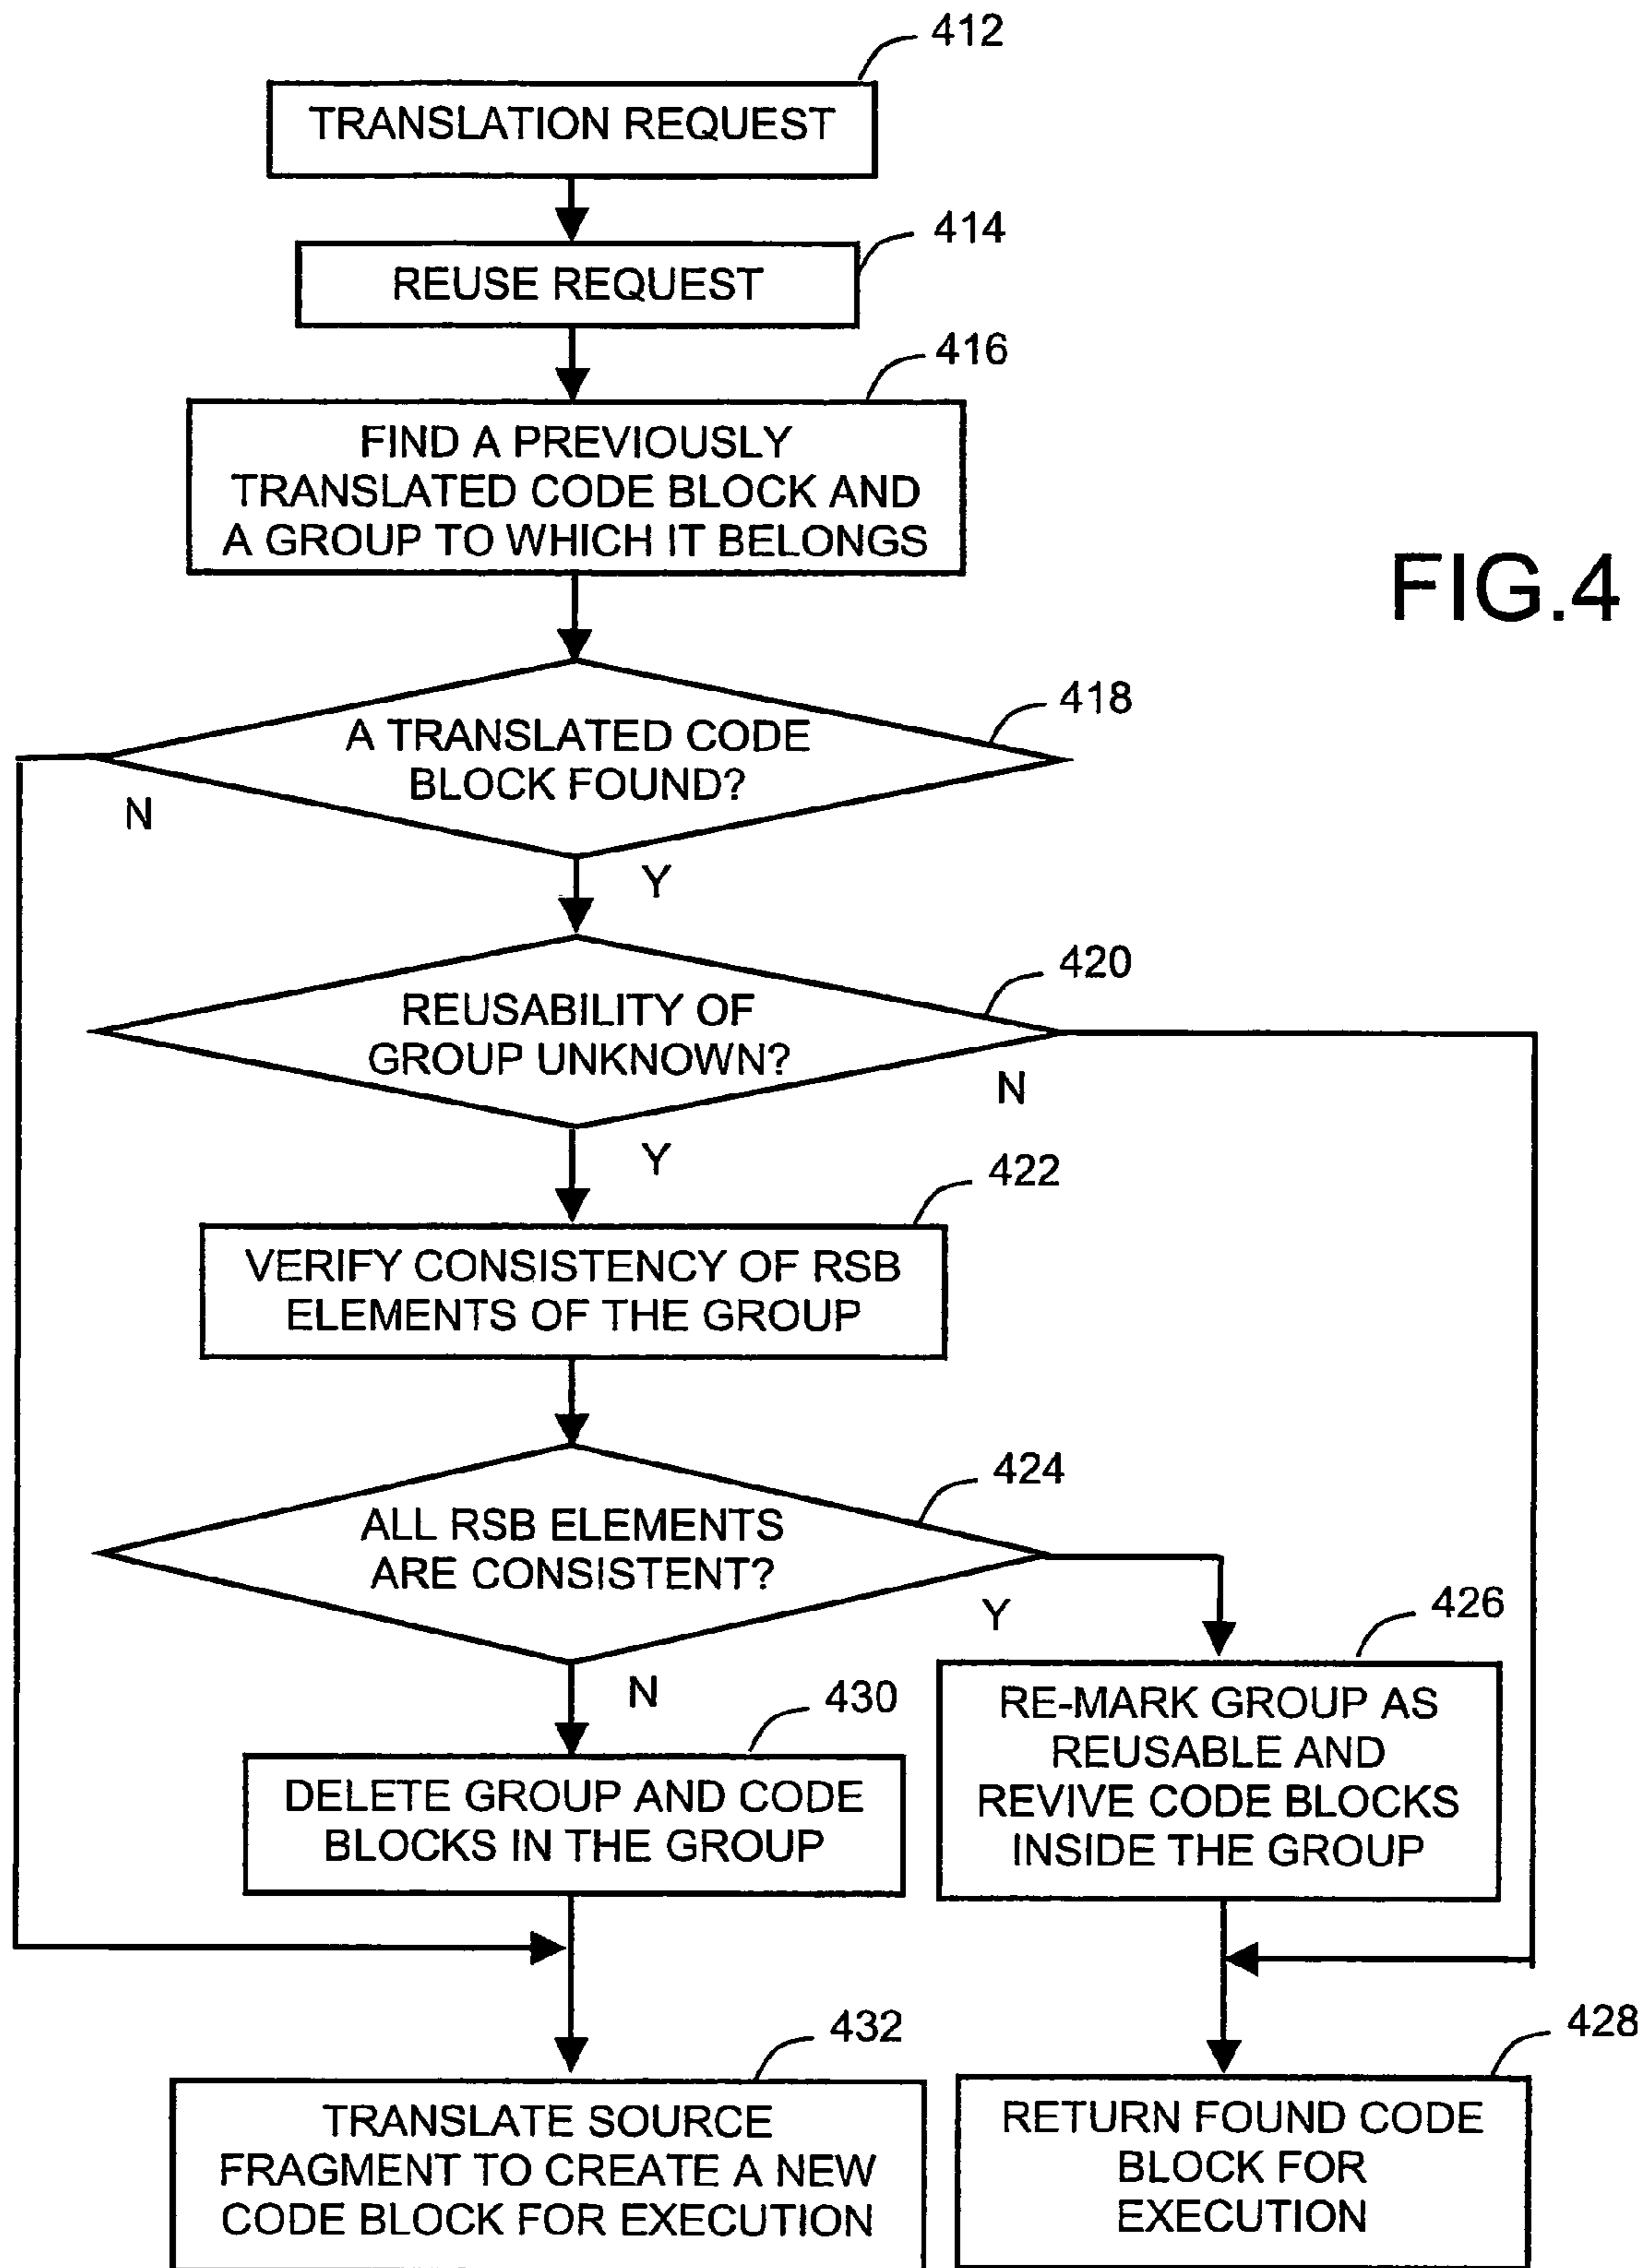 412
TRANSLATION REQUEST
414
REUSE REQUEST
416
FIND A PREVIOUSLY
TRANSLATED CODE BLOCK AND
A GROUP TO WHICH IT BELONGS
FIG.4
418
A TRANSLATED CODE
BLOCK FOUND?
N
Y
420
REUSABILITY OF
GROUP UNKNOWN?
N
Y
422
VERIFY CONSISTENCY OF RSB
ELEMENTS OF THE GROUP
424
ALL RSB ELEMENTS
ARE CONSISTENT?
Y
N
426
RE-MARK GROUP AS
REUSABLE AND
REVIVE CODE BLOCKS
INSIDE THE GROUP
430
DELETE GROUP AND CODE
BLOCKS IN THE GROUP
432
TRANSLATE SOURCE
FRAGMENT TO CREATE A NEW
CODE BLOCK FOR EXECUTION
428
RETURN FOUND CODE
BLOCK FOR
EXECUTION